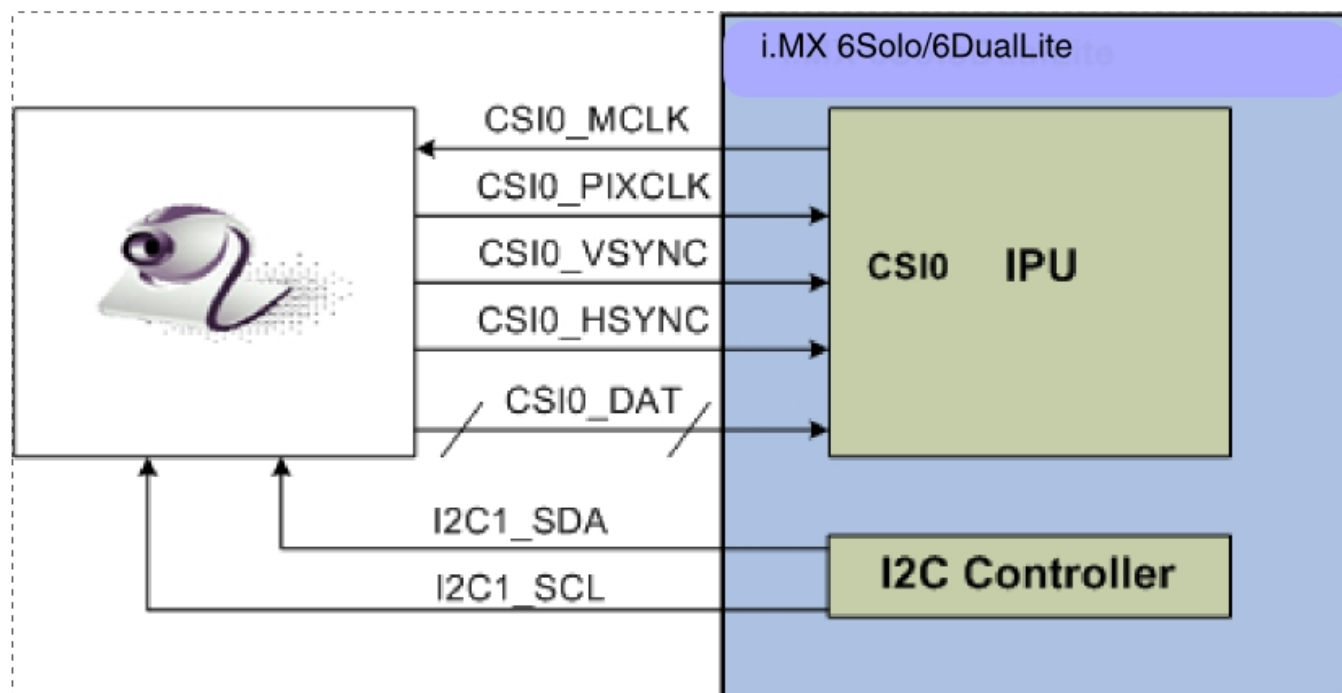 i.MX 6Solo/6DualLite
CSI0_MCLK
CSI0_PIXCLK
CSI0_VSYNC
CSI0 IPU
CSI0_HSYNC
CSI0_DAT
I2C1_SDA
I2C Controller
I2C1_SCL